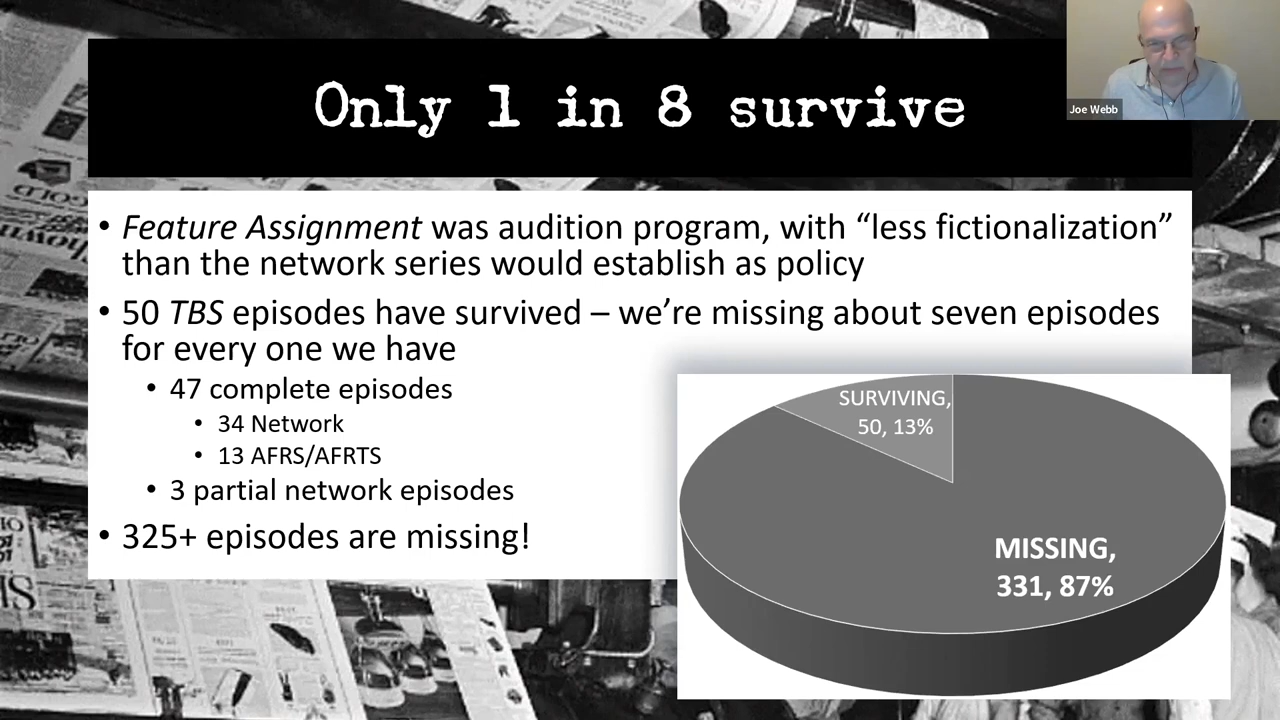 Only 1 in 8 survive
Joe Webb
• Feature Assignment was audition program, with “less fictionalization”
than the network series would establish as policy
• 50 TBS episodes have survived – we’re missing about seven episodes
for every one we have
• 47 complete episodes
• 34 Network
• 13 AFRS/AFRTS
• 3 partial network episodes
• 325+ episodes are missing!
SURVIVING,
50, 13%
MISSING,
331, 87%